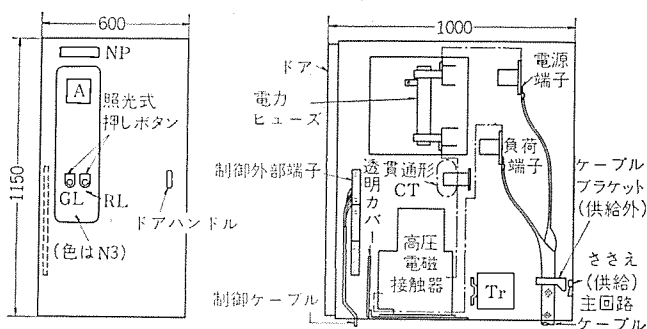 600
NP
A
照光式
押しボタン
GL
RL
ドアハンドル
(色はN3)
1150
1000
ドア
電力
ヒューズ
制御外部端子
透明カバー
貫通形
CT
高圧
電磁
接触器
Tr
制御ケーブル
電源
端子
負荷
端子
ケーブル
ブラケット
(供給外)
ささえ
(供給)
主回路
ケーブル